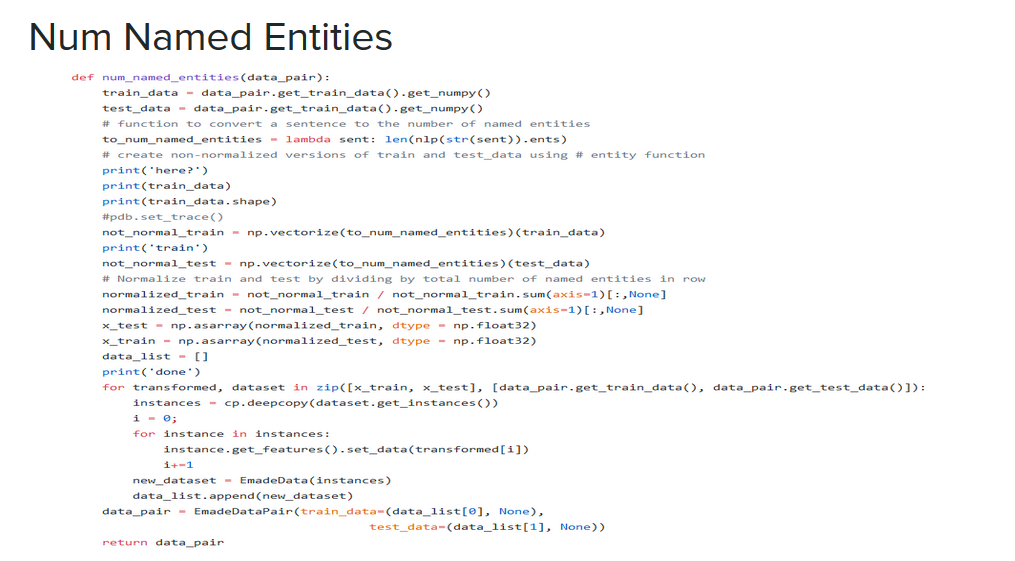 Num Named Entities
def num_named_entities(data_pair):
    train_data = data_pair.get_train_data().get_numpy()
    test_data = data_pair.get_train_data().get_numpy()
    # function to convert a sentence to the number of named entities
    to_num_named_entities = lambda sent: len(nlp(str(sent)).ents)
    # create non-normalized versions of train and test_data using # entity function
    print('here?')
    print(train_data)
    print(train_data.shape)
    #pdb.set_trace()
    not_normal_train = np.vectorize(to_num_named_entities)(train_data)
    print('train')
    not_normal_test = np.vectorize(to_num_named_entities)(test_data)
    # Normalize train and test by dividing by total number of named entities in row
    normalized_train = not_normal_train / not_normal_train.sum(axis=1)[:,None]
    normalized_test = not_normal_test / not_normal_test.sum(axis=1)[:,None]
    x_test = np.asarray(normalized_train, dtype = np.float32)
    x_train = np.asarray(normalized_test, dtype = np.float32)
    data_list = []
    print('done')
    for transformed, dataset in zip([x_train, x_test], [data_pair.get_train_data(), data_pair.get_test_data()]):
        instances = cp.deepcopy(dataset.get_instances())
        i = 0;
        for instance in instances:
            instance.get_features().set_data(transformed[i])
            i+=1
        new_dataset = EmadeData(instances)
        data_list.append(new_dataset)
    data_pair = EmadeDataPair(train_data=(data_list[0], None),
                                       test_data=(data_list[1], None))
    return data_pair